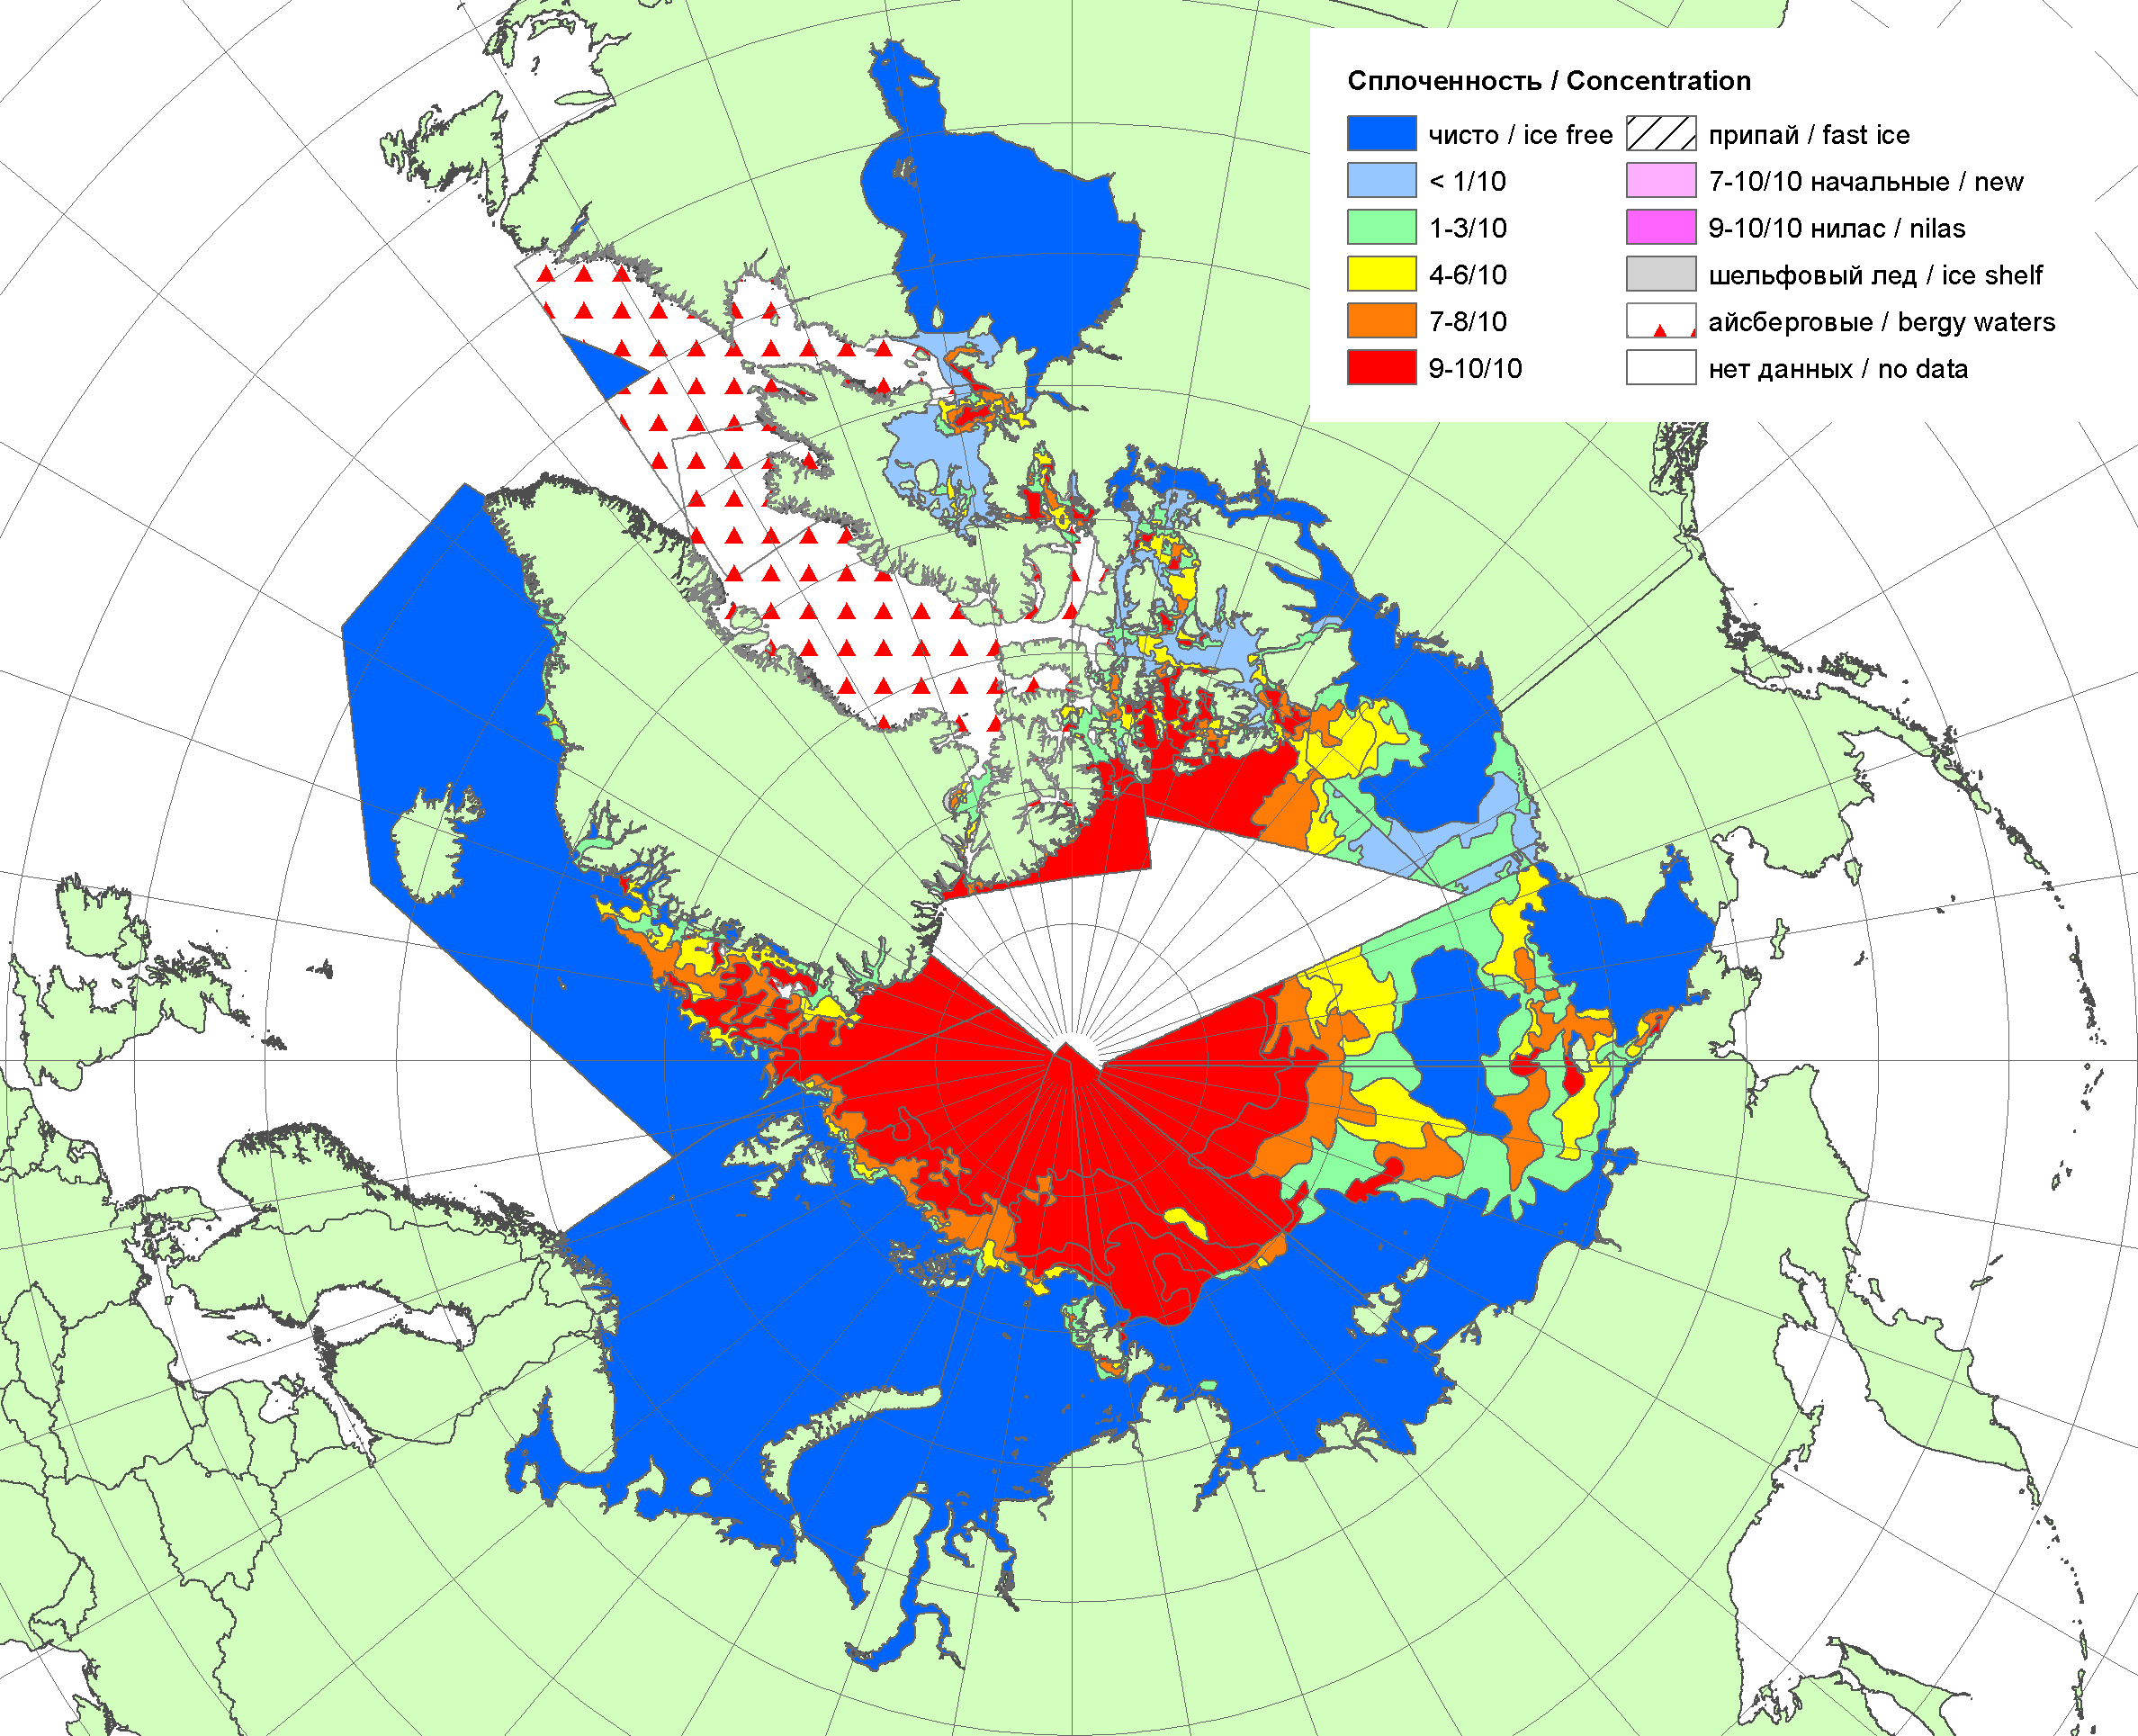 Сплоченность / Concentration
чисто / ice free
< 1/10
1-3/10
4-6/10
7-8/10
9-10/10
припай / fast ice
7-10/10 начальные / new
9-10/10 нилас / nilas
шельфовый лед / ice shelf
айсберговые / bergy waters
нет данных / no data